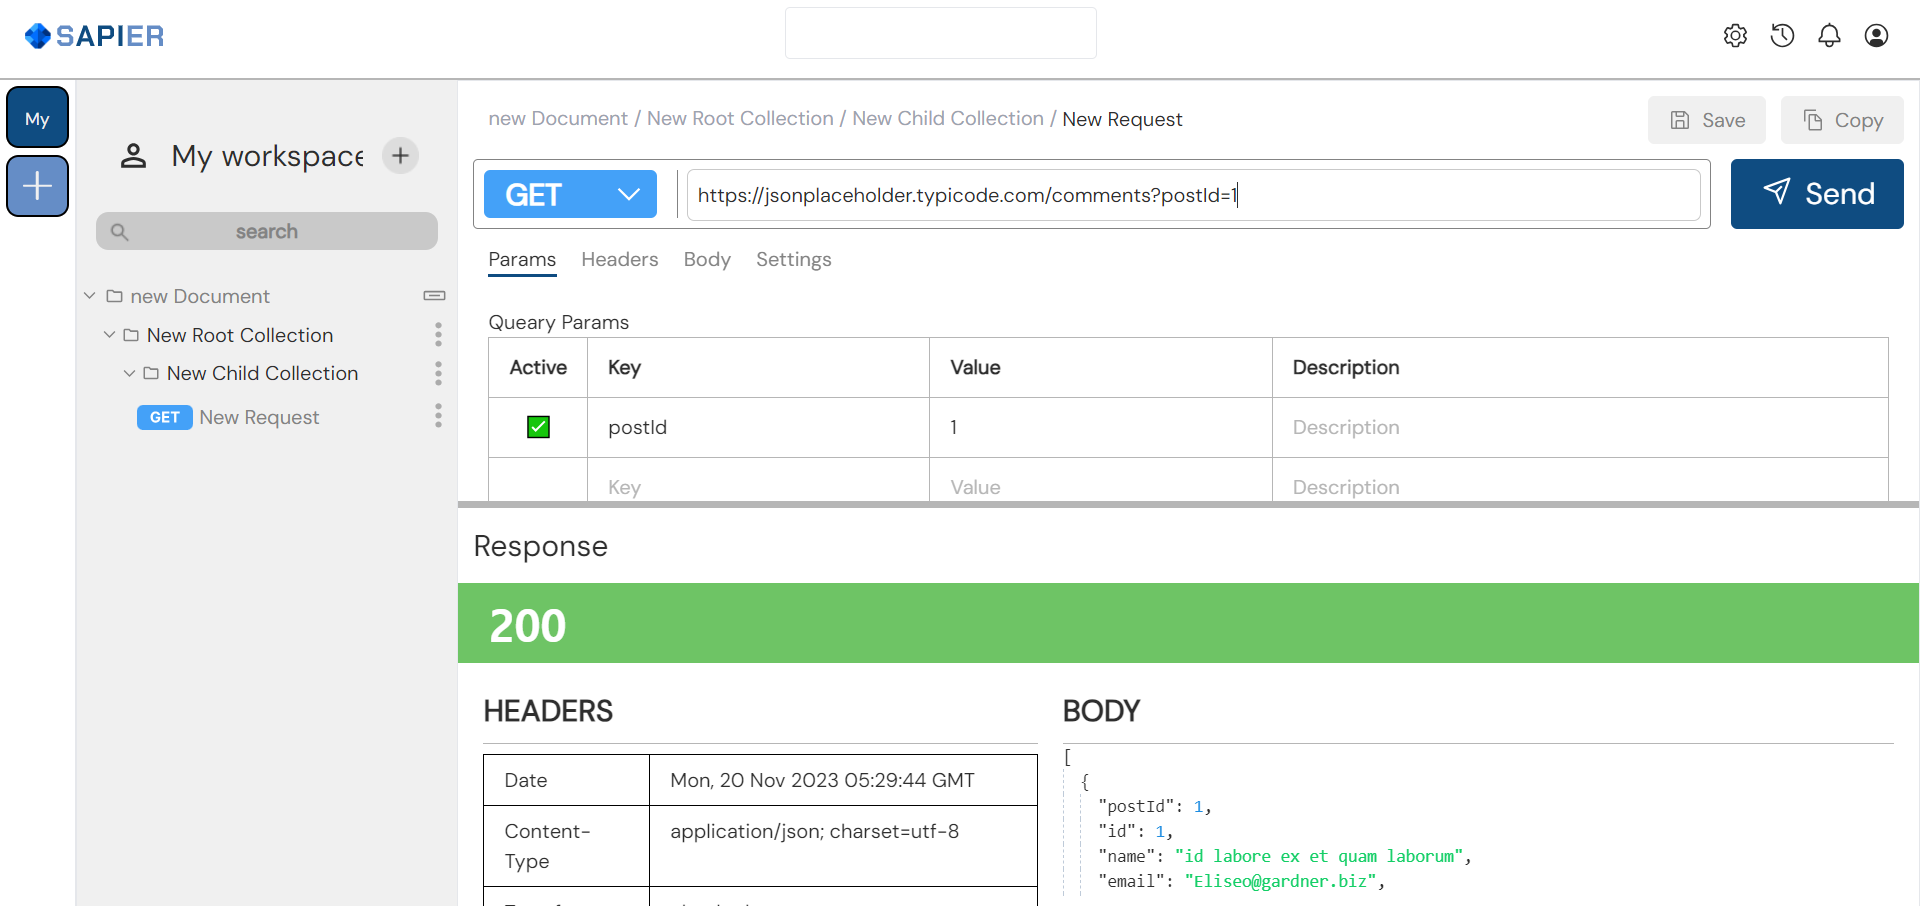 SAPIER
My
My workspace
search
new Document
New Root Collection
New Child Collection
GET New Request
new Document / New Root Collection / New Child Collection / New Request
Save
Copy
GET
https://jsonplaceholder.typicode.com/comments?postId=1
Send
Params Headers Body Settings
Queary Params
Active Key Value Description
postId 1 Description
Key Value Description
Response
200
HEADERS
Date Mon, 20 Nov 2023 05:29:44 GMT
Content-
Type
application/json; charset=utf-8
BODY
[
{
"postId": 1,
"id": 1,
"name": "id labore ex et quam laborum",
"email": "Eliseo@gardner.biz",